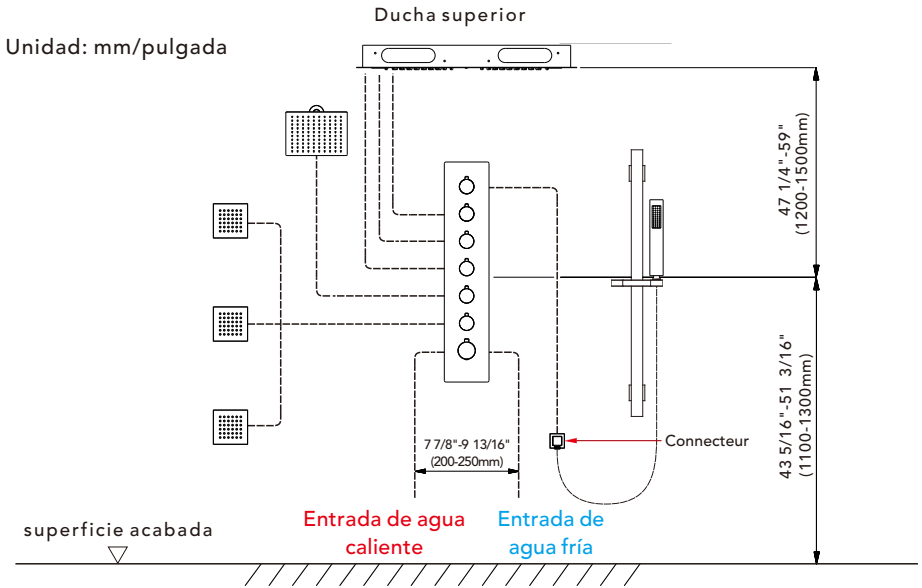 Ducha superior
Unidad: mm/pulgada
47 1/4"-59"
(1200-1500mm)
43 5/16"-51 3/16"
(1100-1300mm)
7 7/8"-9 13/16"
(200-250mm)
Connecteur
Entrada de agua
caliente
Entrada de
agua fría
superficie acabada